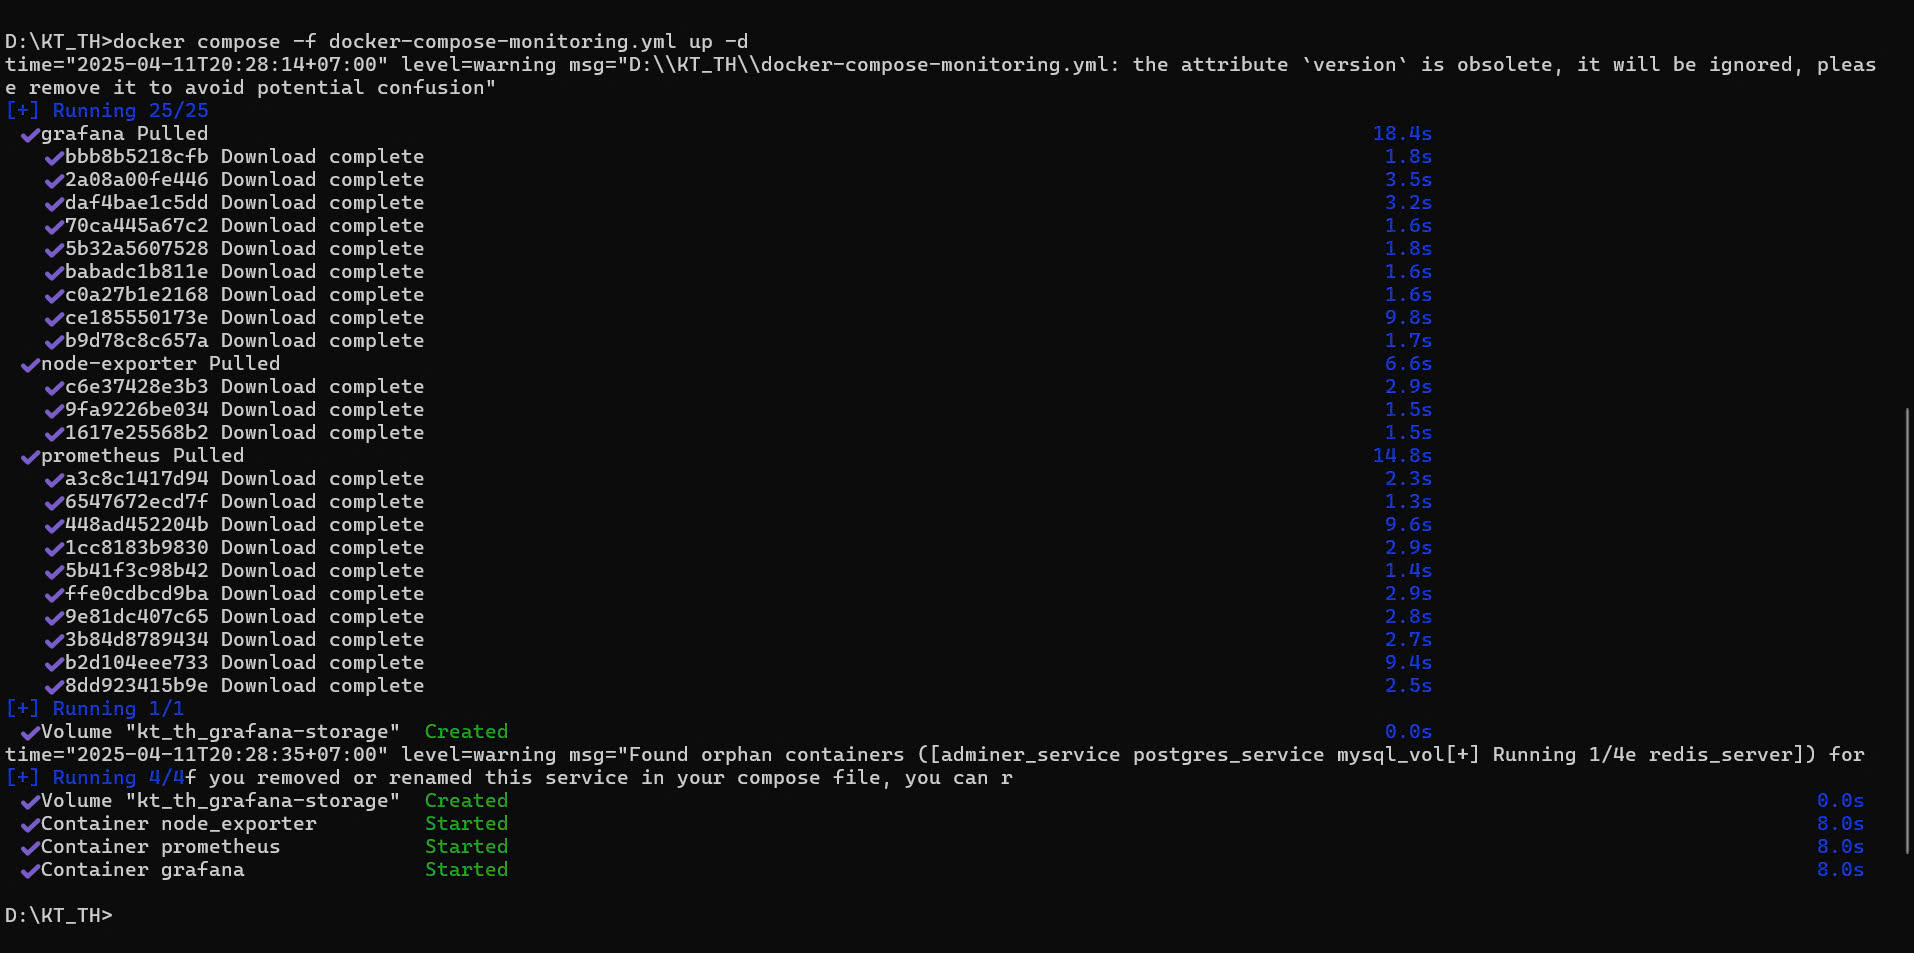 D:\KT_TH>docker compose -f docker-compose-monitoring.yml up -d
time="2025-04-11T20:28:14+07:00" level=warning msg="D:\\KT_TH\\docker-compose-monitoring.yml: the attribute `version` is obsolete, it will be ignored, pleas
e remove it to avoid potential confusion"
[+] Running 25/25
✔grafana Pulled 18.4s
✔bbb8b5218cfb Download complete 1.8s
✔2a08a00fe446 Download complete 3.5s
✔daf4bae1c5dd Download complete 3.2s
✔70ca445a67c2 Download complete 1.6s
✔5b32a5607528 Download complete 1.8s
✔babadc1b811e Download complete 1.6s
✔c0a27b1e2168 Download complete 1.6s
✔ce185550173e Download complete 9.8s
✔b9d78c8c657a Download complete 1.7s
✔node-exporter Pulled 6.6s
✔c6e37428e3b3 Download complete 2.9s
✔9fa9226be034 Download complete 1.5s
✔1617e25568b2 Download complete 1.5s
✔prometheus Pulled 14.8s
✔a3c8c1417d94 Download complete 2.3s
✔6547672ecd7f Download complete 1.3s
✔448ad452204b Download complete 9.6s
✔1cc8183b9830 Download complete 2.9s
✔5b41f3c98b42 Download complete 1.4s
✔ffe0cdbcd9ba Download complete 2.9s
✔9e81dc407c65 Download complete 2.8s
✔3b84d8789434 Download complete 2.7s
✔b2d104eee733 Download complete 9.4s
✔8dd923415b9e Download complete 2.5s
[+] Running 1/1
✔Volume "kt_th_grafana-storage" Created 0.0s
time="2025-04-11T20:28:35+07:00" level=warning msg="Found orphan containers ([adminer_service postgres_service mysql_vol[+] Running 1/4e redis_server]) for
[+] Running 4/4f you removed or renamed this service in your compose file, you can r
✔Volume "kt_th_grafana-storage" Created 0.0s
✔Container node_exporter Started 8.0s
✔Container prometheus Started 8.0s
✔Container grafana Started 8.0s
D:\KT_TH>